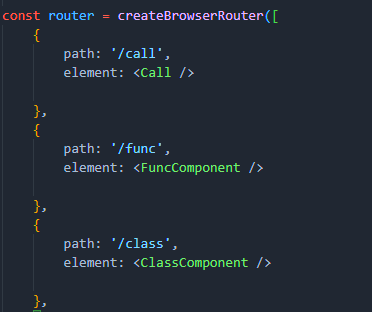 const router = createBrowserRouter([
{
path: '/call',
element: <Call />
},
{
path: '/func',
element: <FuncComponent />
},
{
path: '/class',
element: <ClassComponent />
},